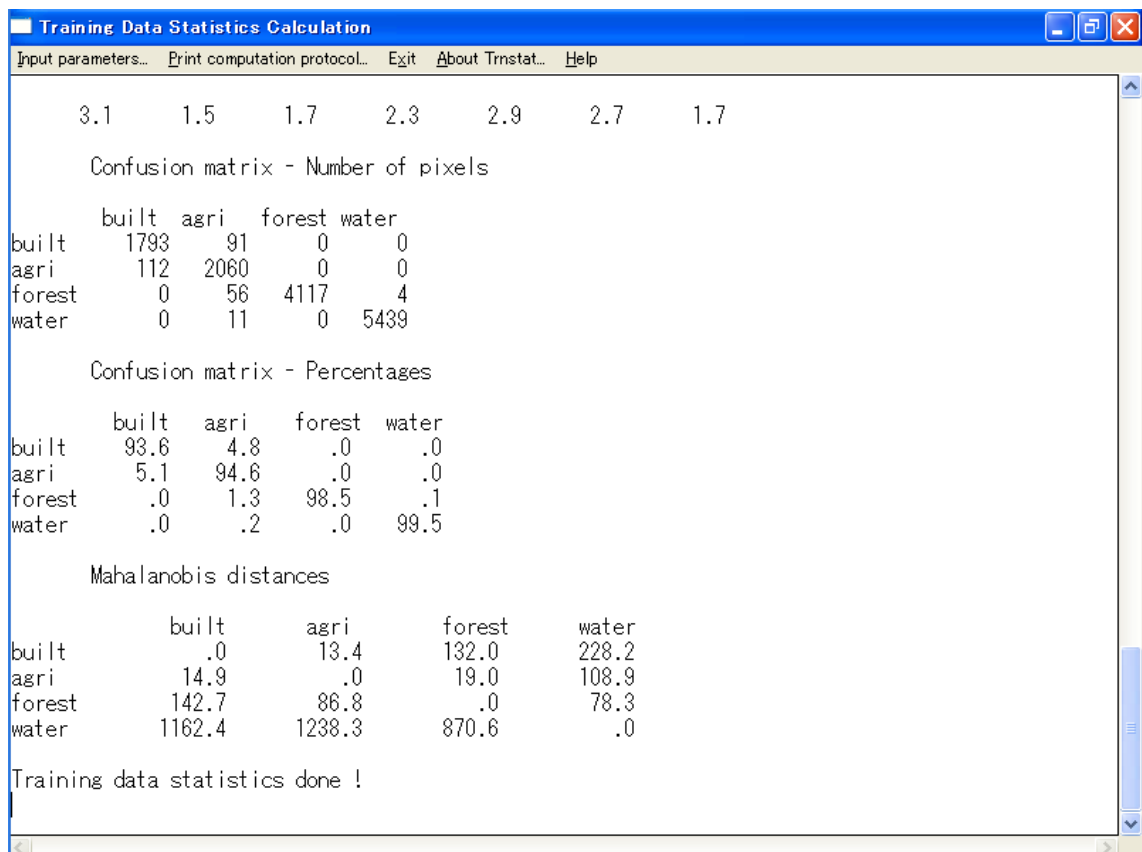 Training Data Statistics Calculation
Input parameters... Print computation protocol... Exit About Trnstat... Help
3.1 1.5 1.7 2.3 2.9 2.7 1.7
Confusion matrix - Number of pixels
built agri forest water
built 1793 91 0 0
agri 112 2060 0 0
forest 0 56 4117 4
water 0 11 0 5439
Confusion matrix - Percentages
built agri forest water
built 93.6 4.8 .0 .0
agri 5.1 94.6 .0 .0
forest .0 1.3 98.5 .1
water .0 .2 .0 99.5
Mahalanobis distances
built agri forest water
built .0 13.4 132.0 228.2
agri 14.9 .0 19.0 108.9
forest 142.7 86.8 .0 78.3
water 1162.4 1238.3 870.6 .0
Training data statistics done !